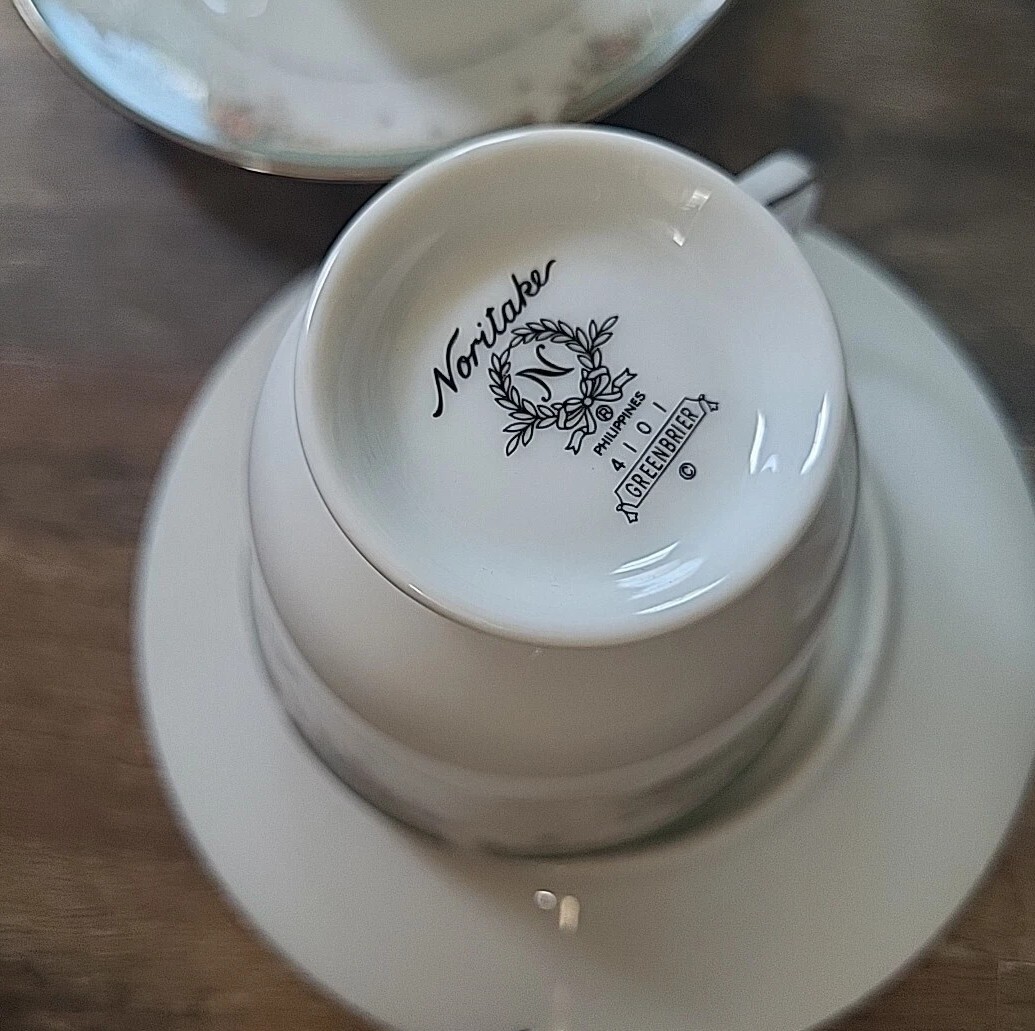 Noritake
N
®
PHILIPPINES
4101
GREENBRIER
©